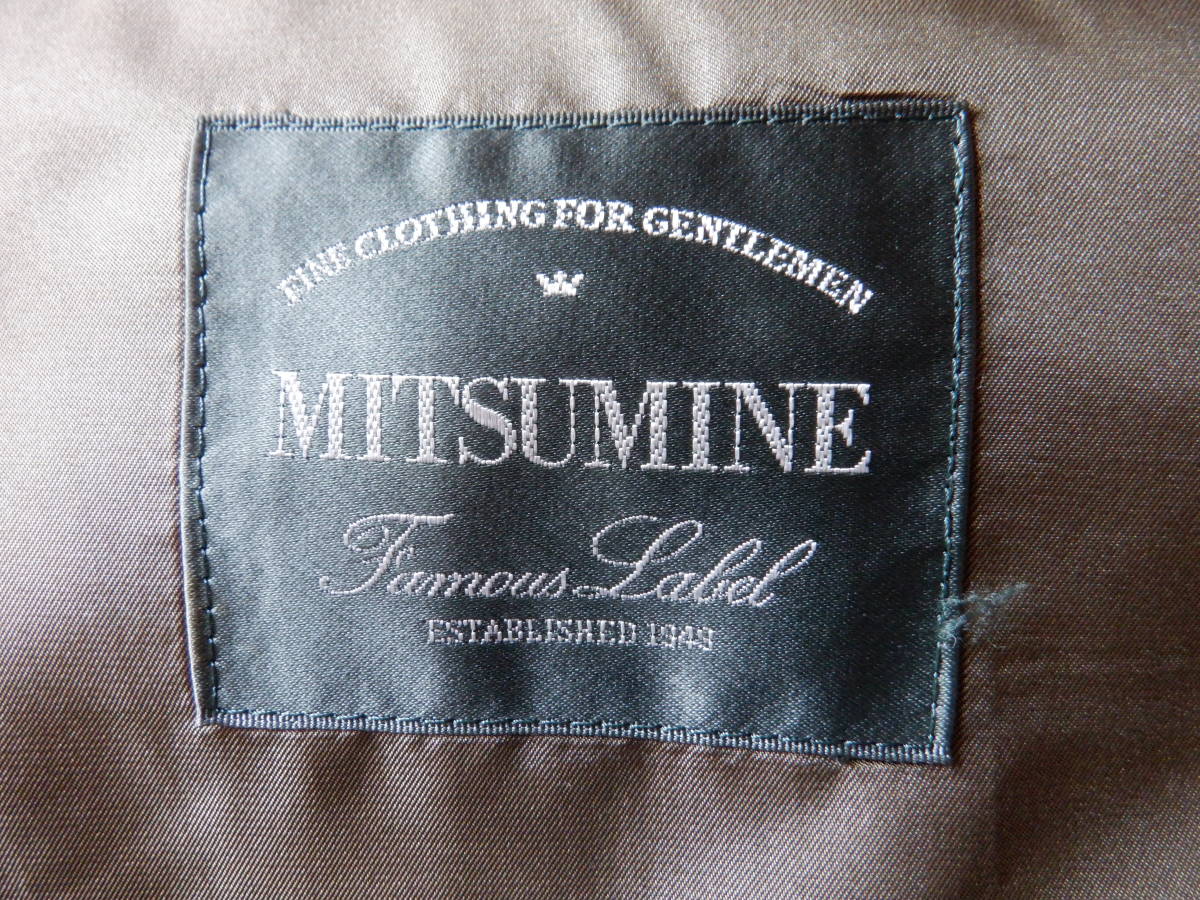 FINE CLOTHING FOR GENTLEMEN
MITSUMINE
Famous Label
ESTABLISHED 1949